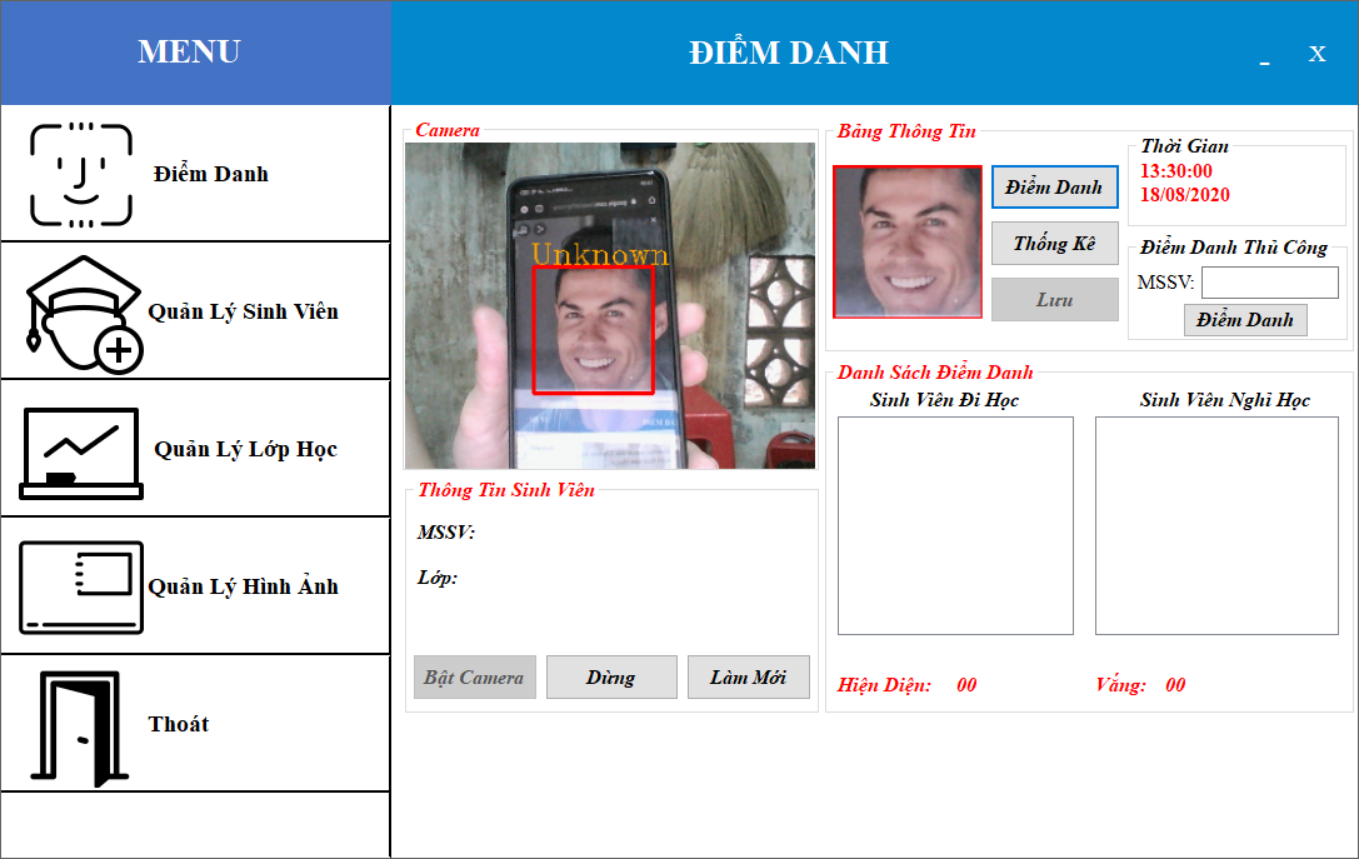 MENU
ĐIỂM DANH
_ X
Điểm Danh
Quản Lý Sinh Viên
Quản Lý Lớp Học
Quản Lý Hình Ảnh
Thoát
Camera
Unknown
Thông Tin Sinh Viên
MSSV:
Lớp:
Bật Camera
Dừng
Làm Mới
Bảng Thông Tin
Điểm Danh
Thống Kê
Lưu
Thời Gian
13:30:00
18/08/2020
Điểm Danh Thủ Công
MSSV:
Điểm Danh
Danh Sách Điểm Danh
Sinh Viên Đi Học
Sinh Viên Nghỉ Học
Hiện Diện: 00
Vắng: 00